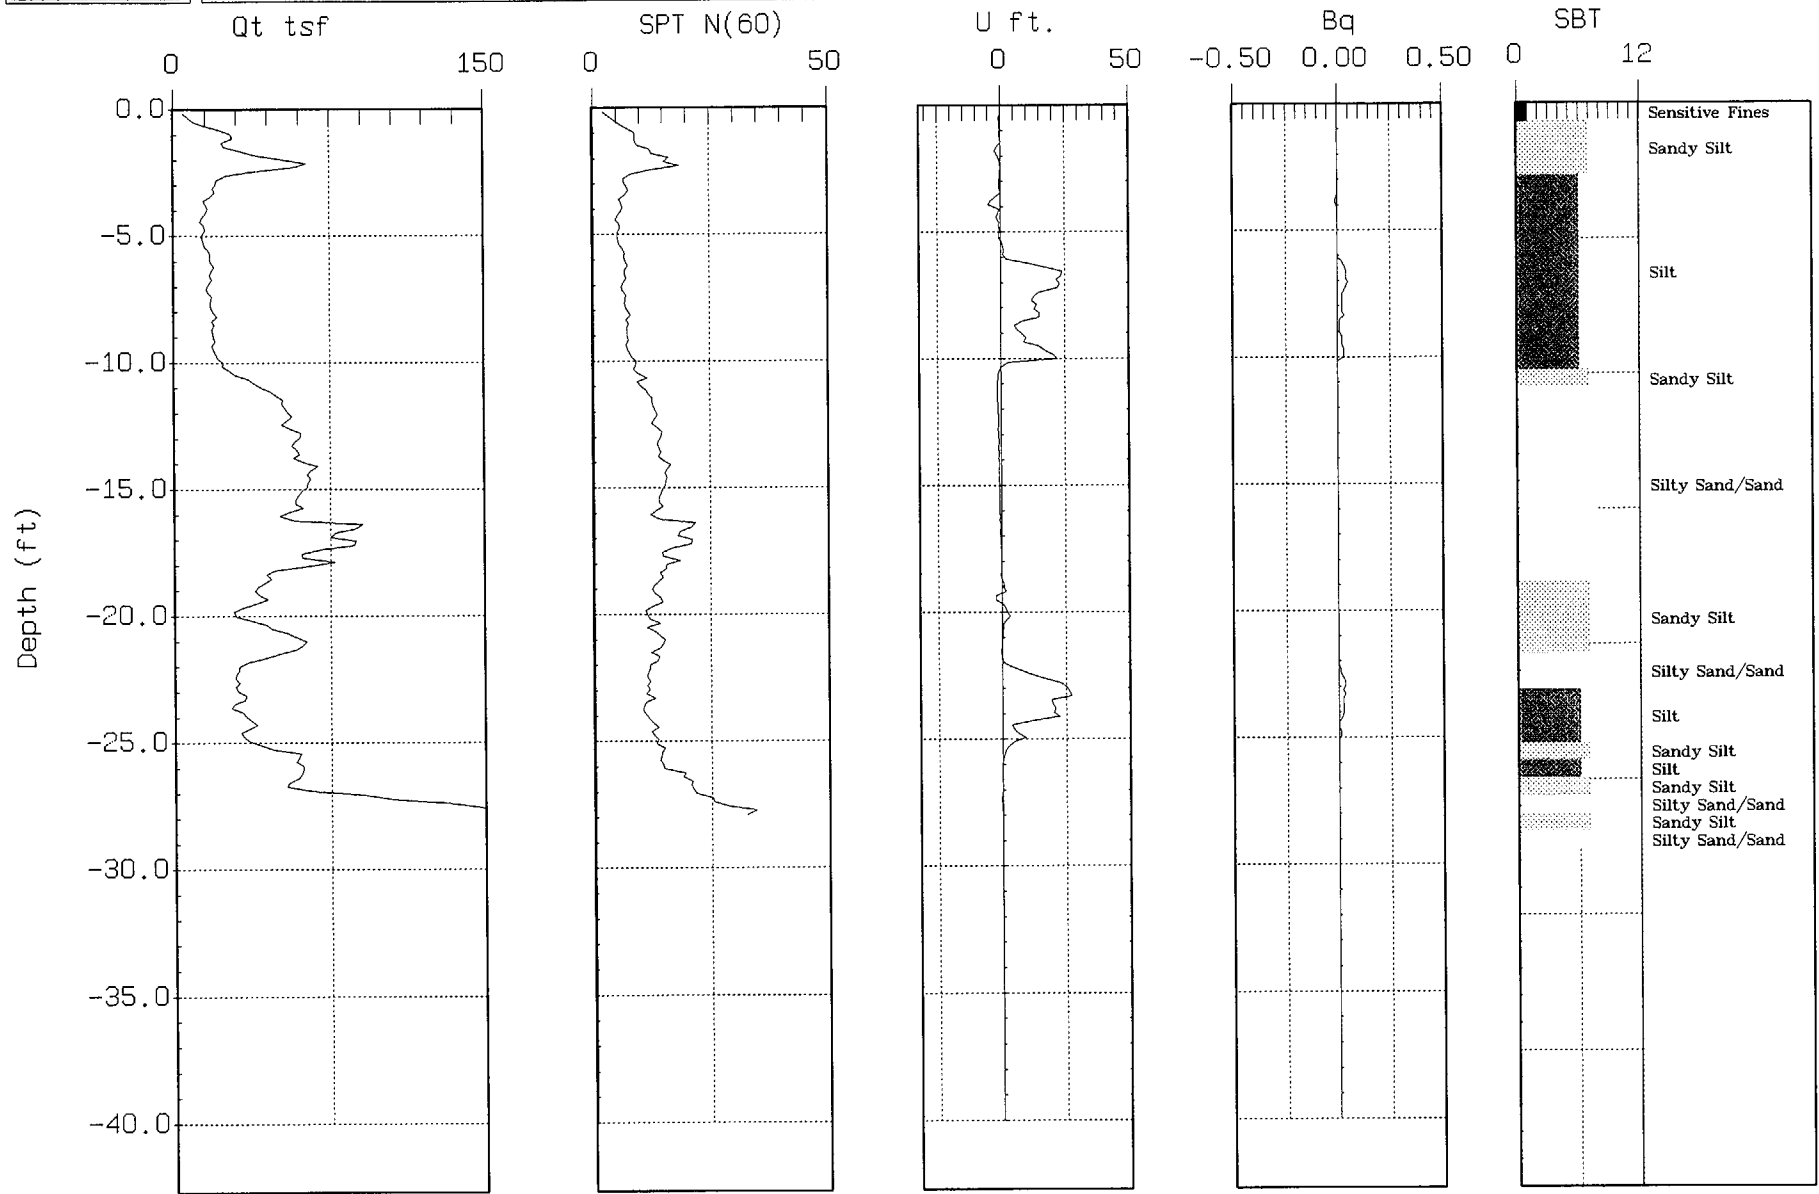 Qt tsf
SPT N(60)
U ft.
Bq
SBT
0 150
0 50
0 50
-0.50 0.00 0.50
0 12
Depth (ft)
0.0
-5.0
-10.0
-15.0
-20.0
-25.0
-30.0
-35.0
-40.0
Sensitive Fines
Sandy Silt
Silt
Sandy Silt
Silty Sand/Sand
Sandy Silt
Silty Sand/Sand
Silt
Sandy Silt
Silt
Sandy Silt
Silty Sand/Sand
Sandy Silt
Silty Sand/Sand